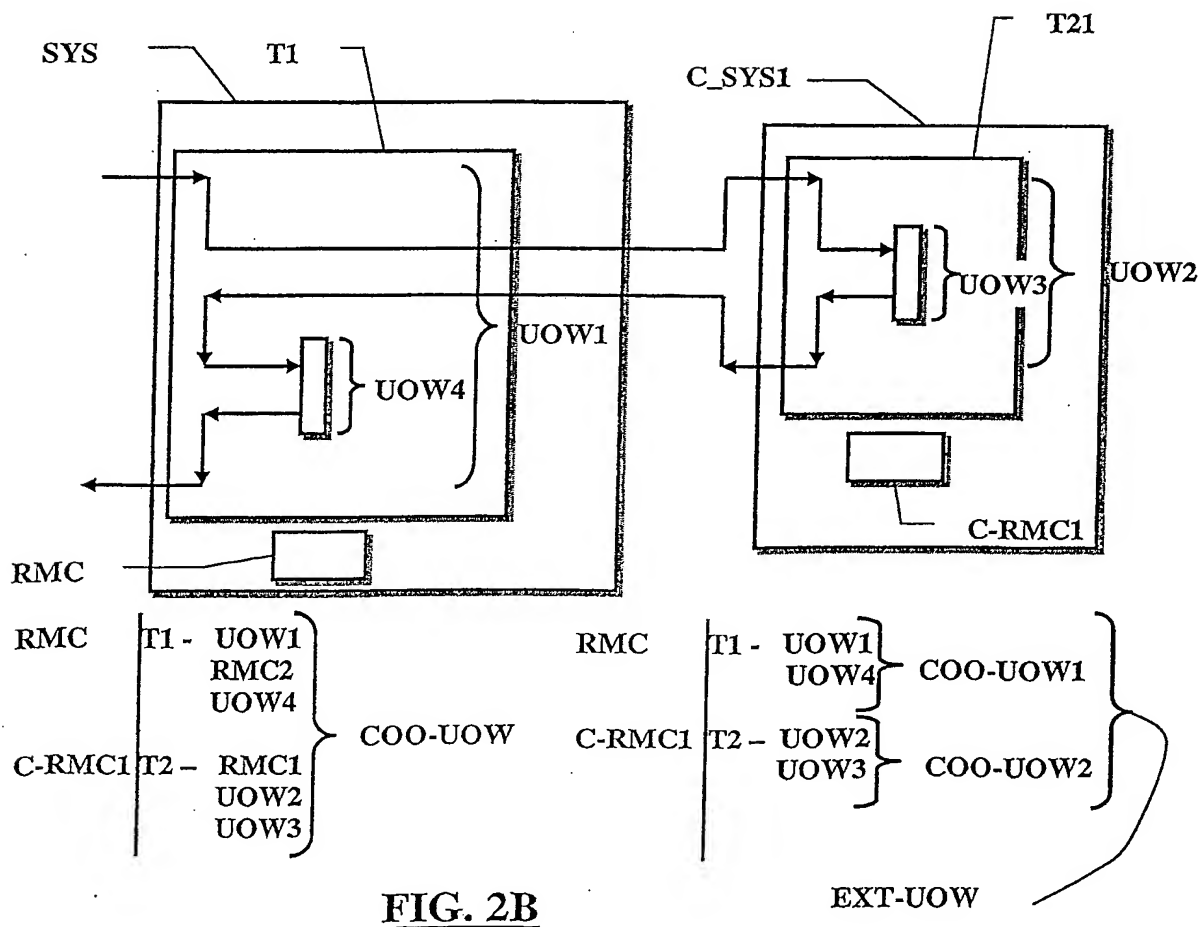 SYS T1 T21
C_SYS1
UOW3 UOW2
UOW1
UOW4
C-RMC1
RMC
RMC T1 - UOW1
RMC2
UOW4
COO-UOW
C-RMC1 T2 – RMC1
UOW2
UOW3
RMC T1 - UOW1
UOW4
COO-UOW1
C-RMC1 T2 – UOW2
UOW3
COO-UOW2
EXT-UOW
FIG. 2B